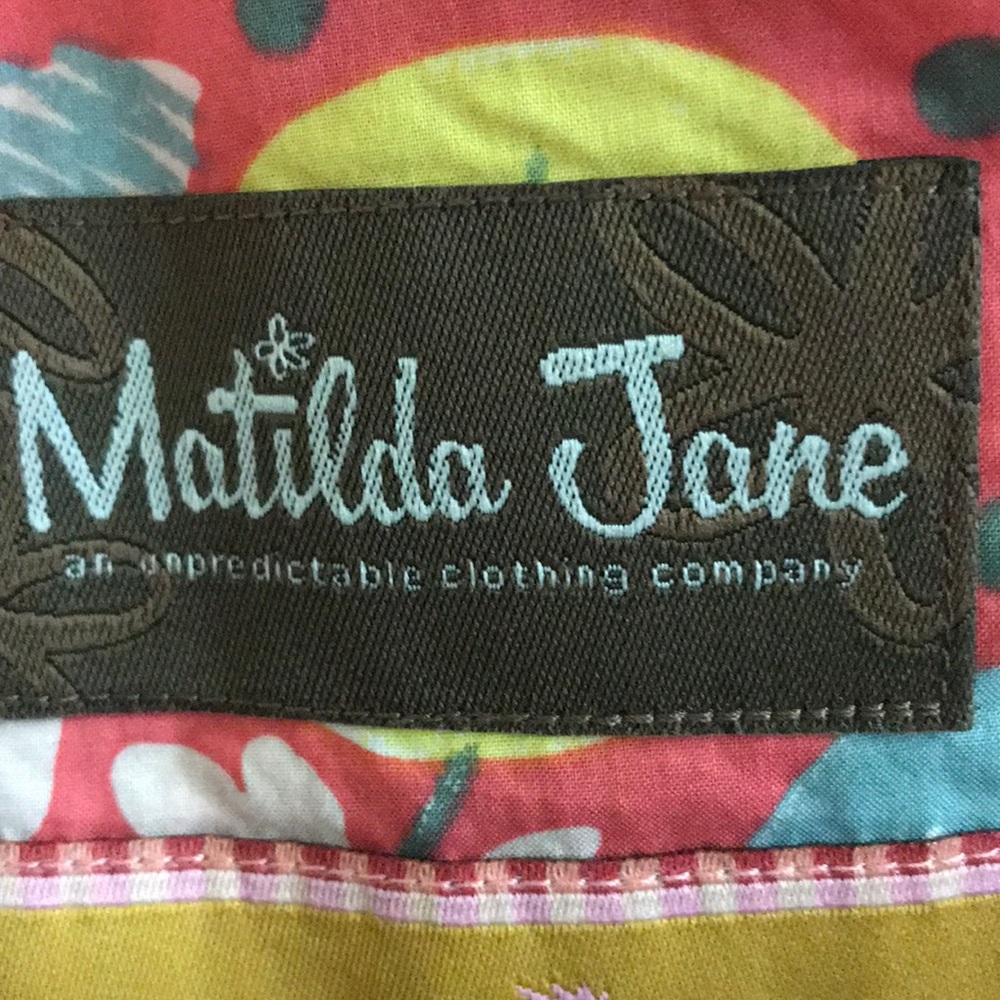 Matilda Jane
an unpredictable clothing company